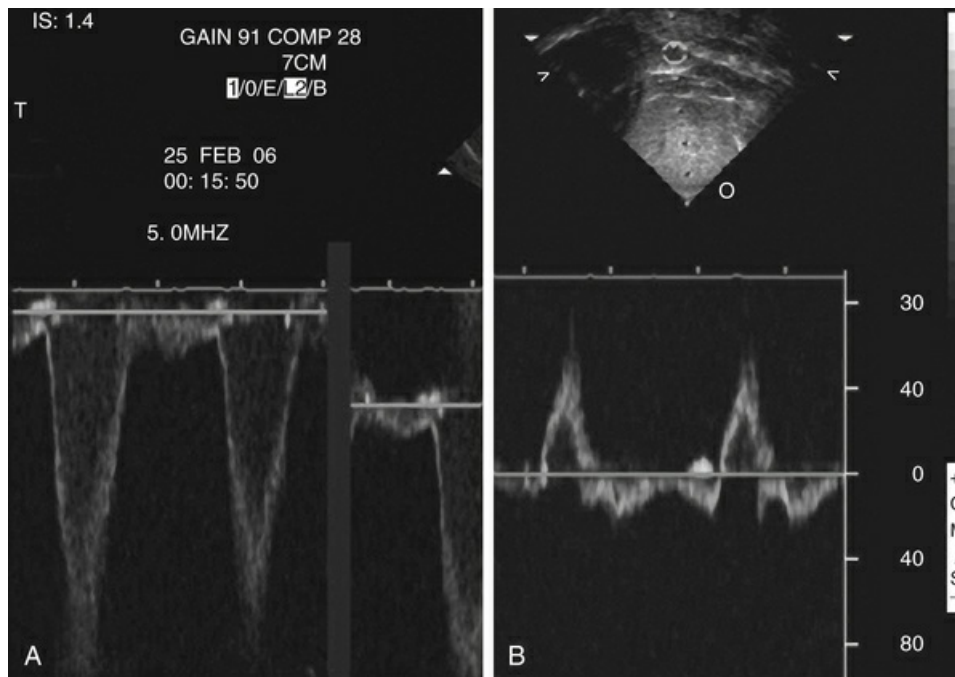 IS: 1.4
GAIN 91 COMP 28
7CM
1/0/E/L2/B
T
25 FEB 06
00: 15: 50
5. 0MHZ
A
O
30
40
0
40
80
B